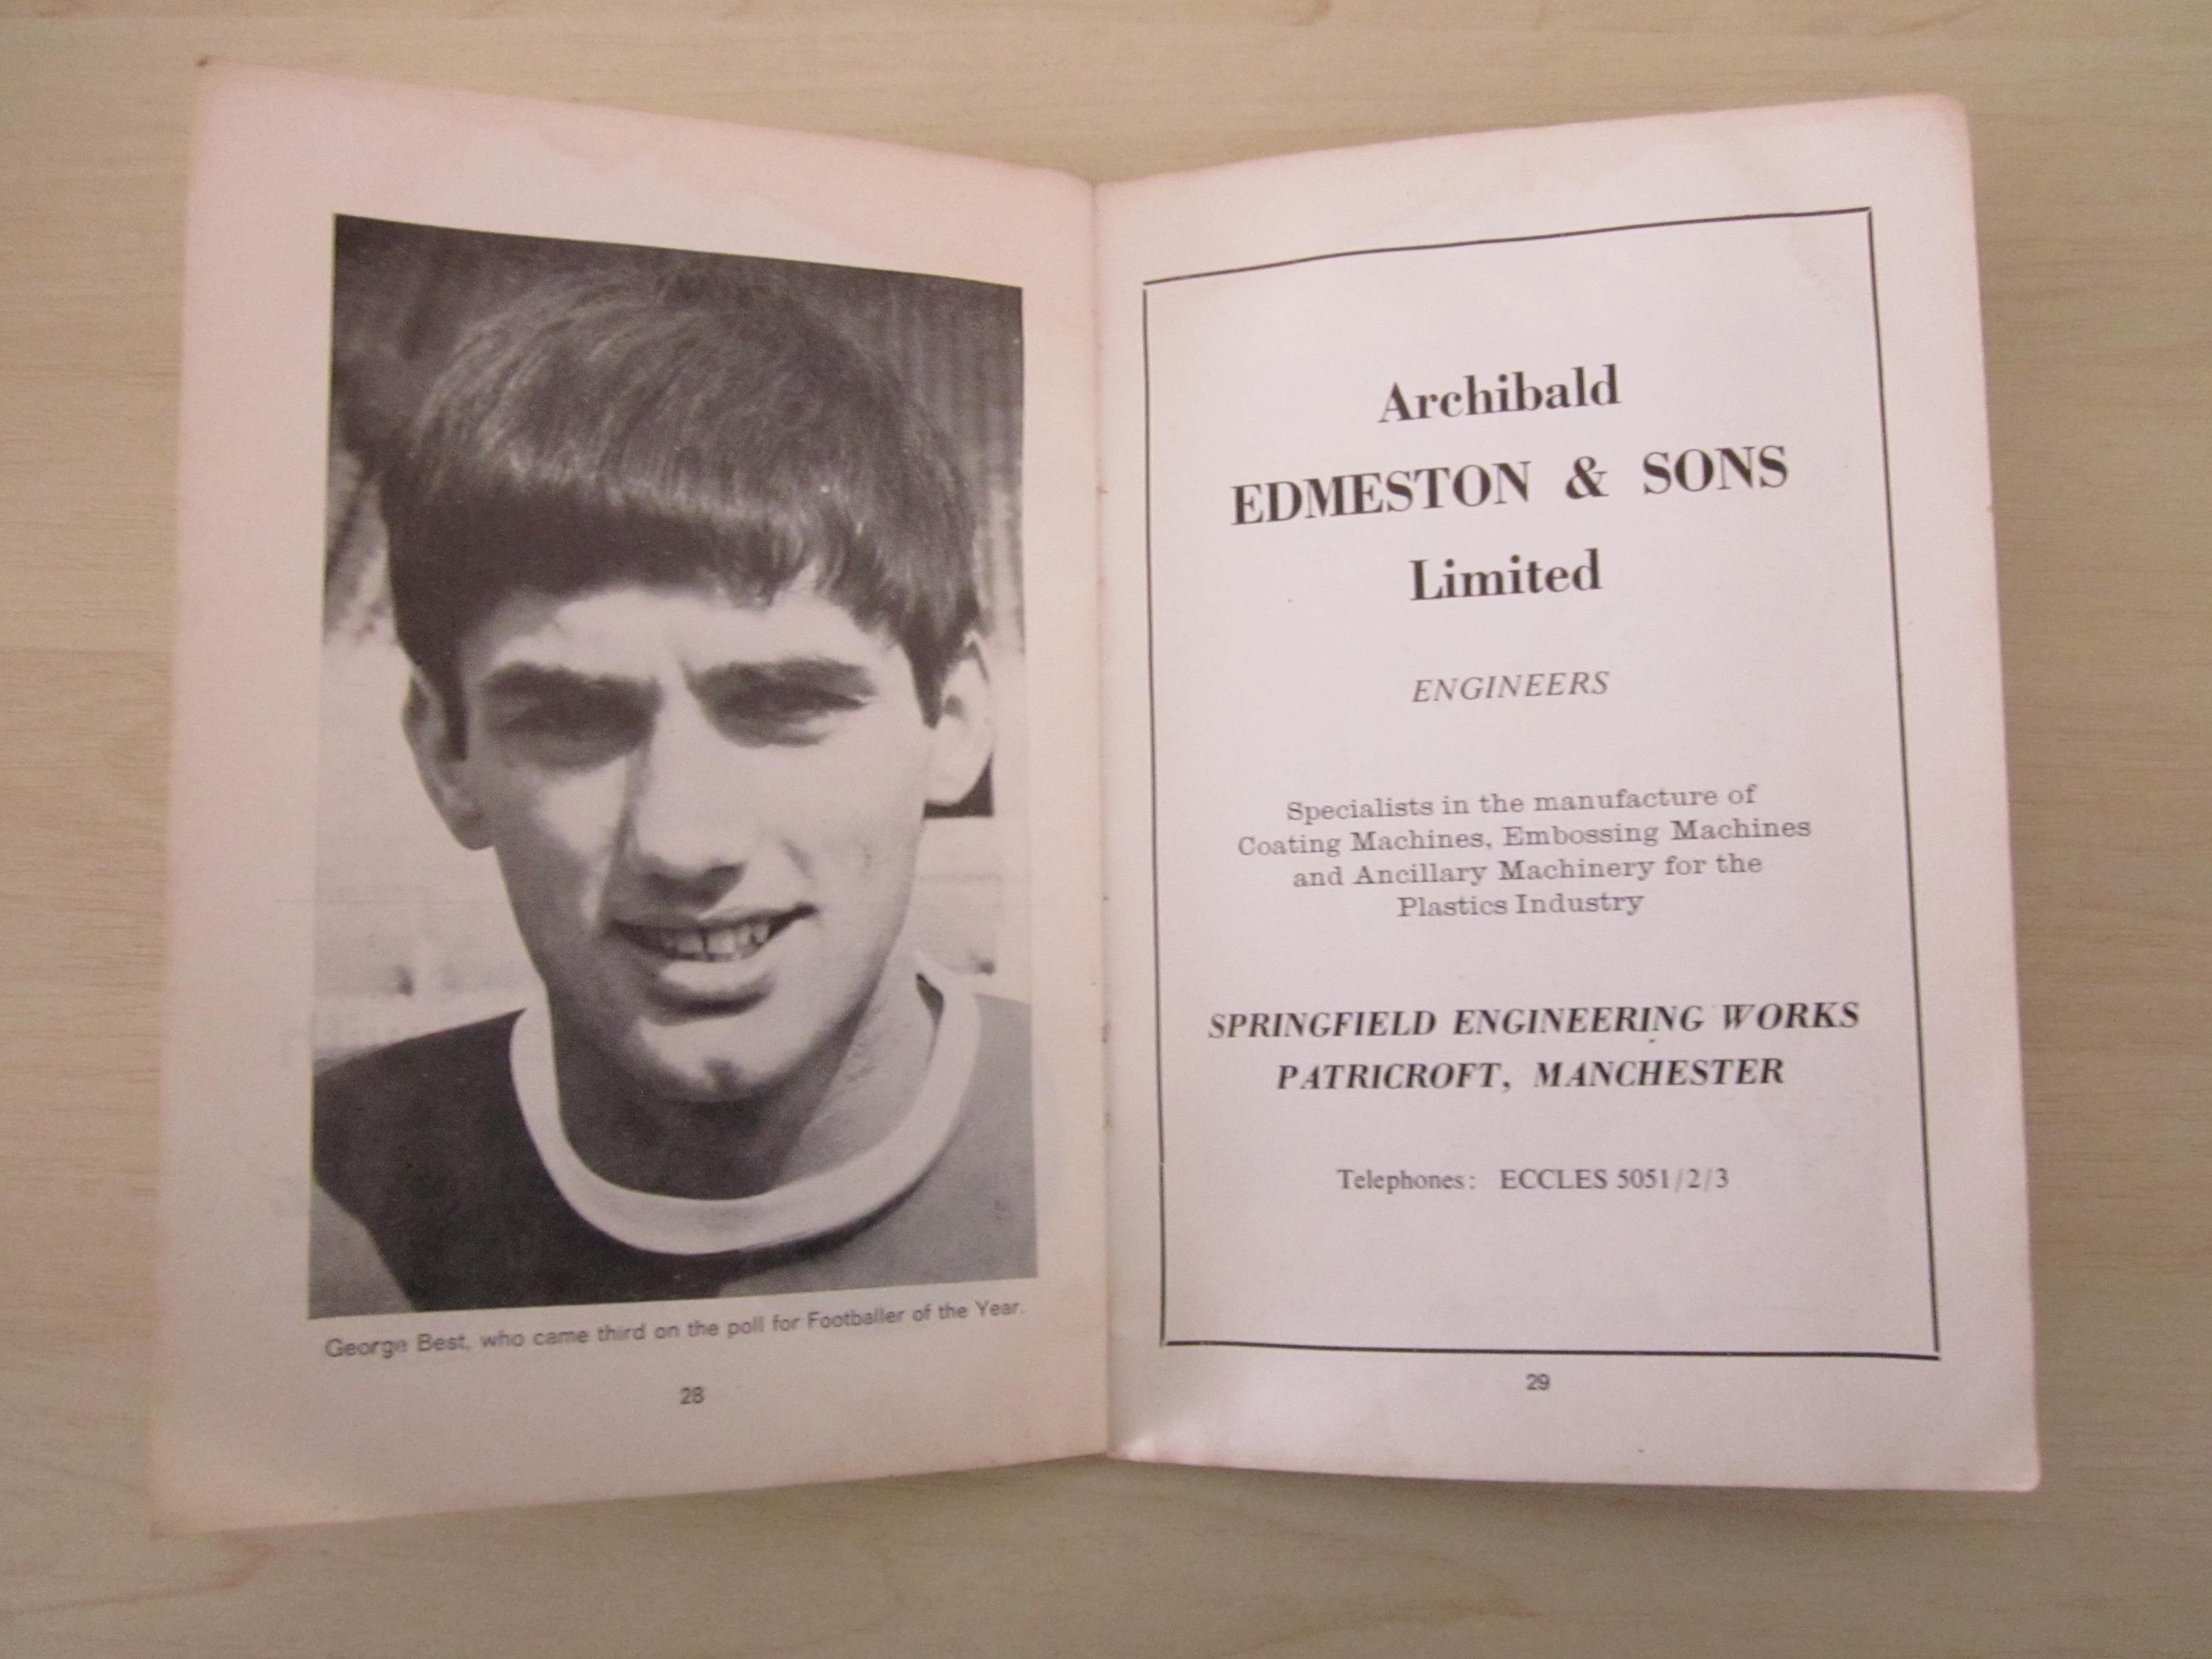 George Best, who came third on the poll for Footballer of the Year.
28
Archibald
EDMESTON & SONS
Limited
ENGINEERS
Specialists in the manufacture of
Coating Machines, Embossing Machines
and Ancillary Machinery for the
Plastics Industry
SPRINGFIELD ENGINEERING WORKS
PATRICROFT, MANCHESTER
Telephones: ECCLES 5051/2/3
29